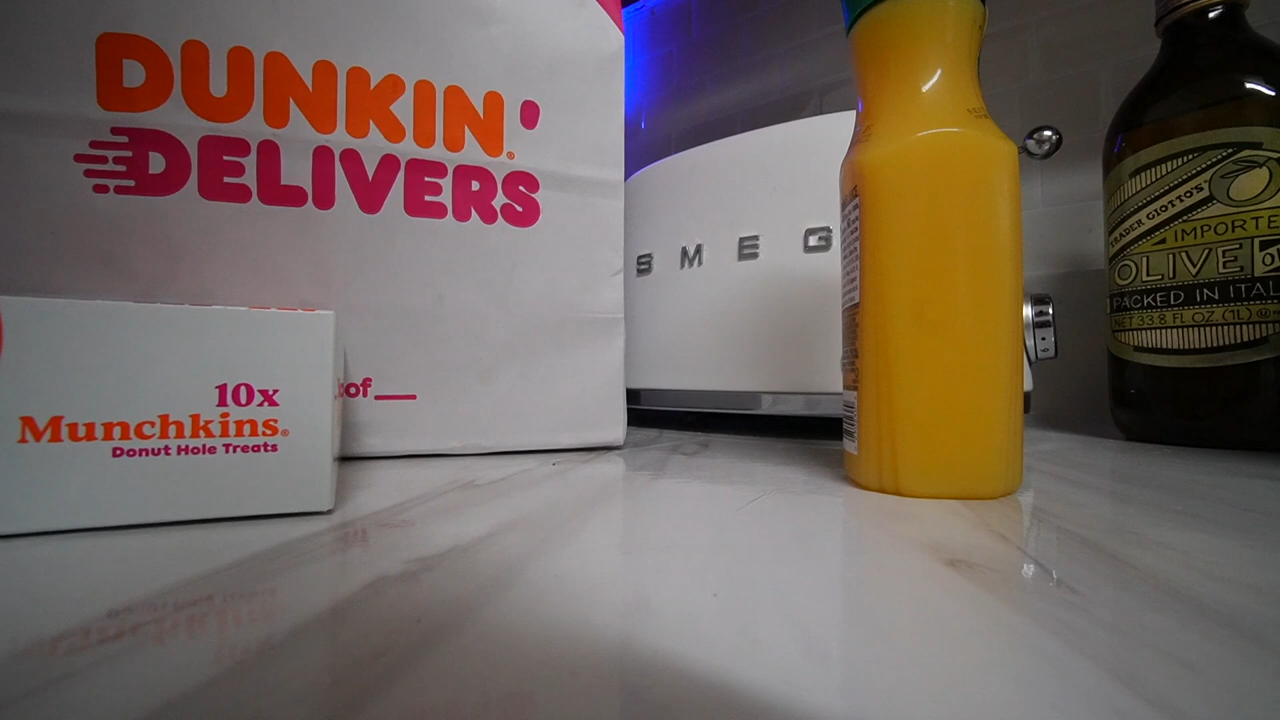 DUNKIN'
DELIVERS
of
10x
Munchkins®
Donut Hole Treats
SMEG
TRADER GIOTTO'S
IMPORTE
OLIVE
PACKED IN ITAL
NET 33.8 FL OZ. (1L)